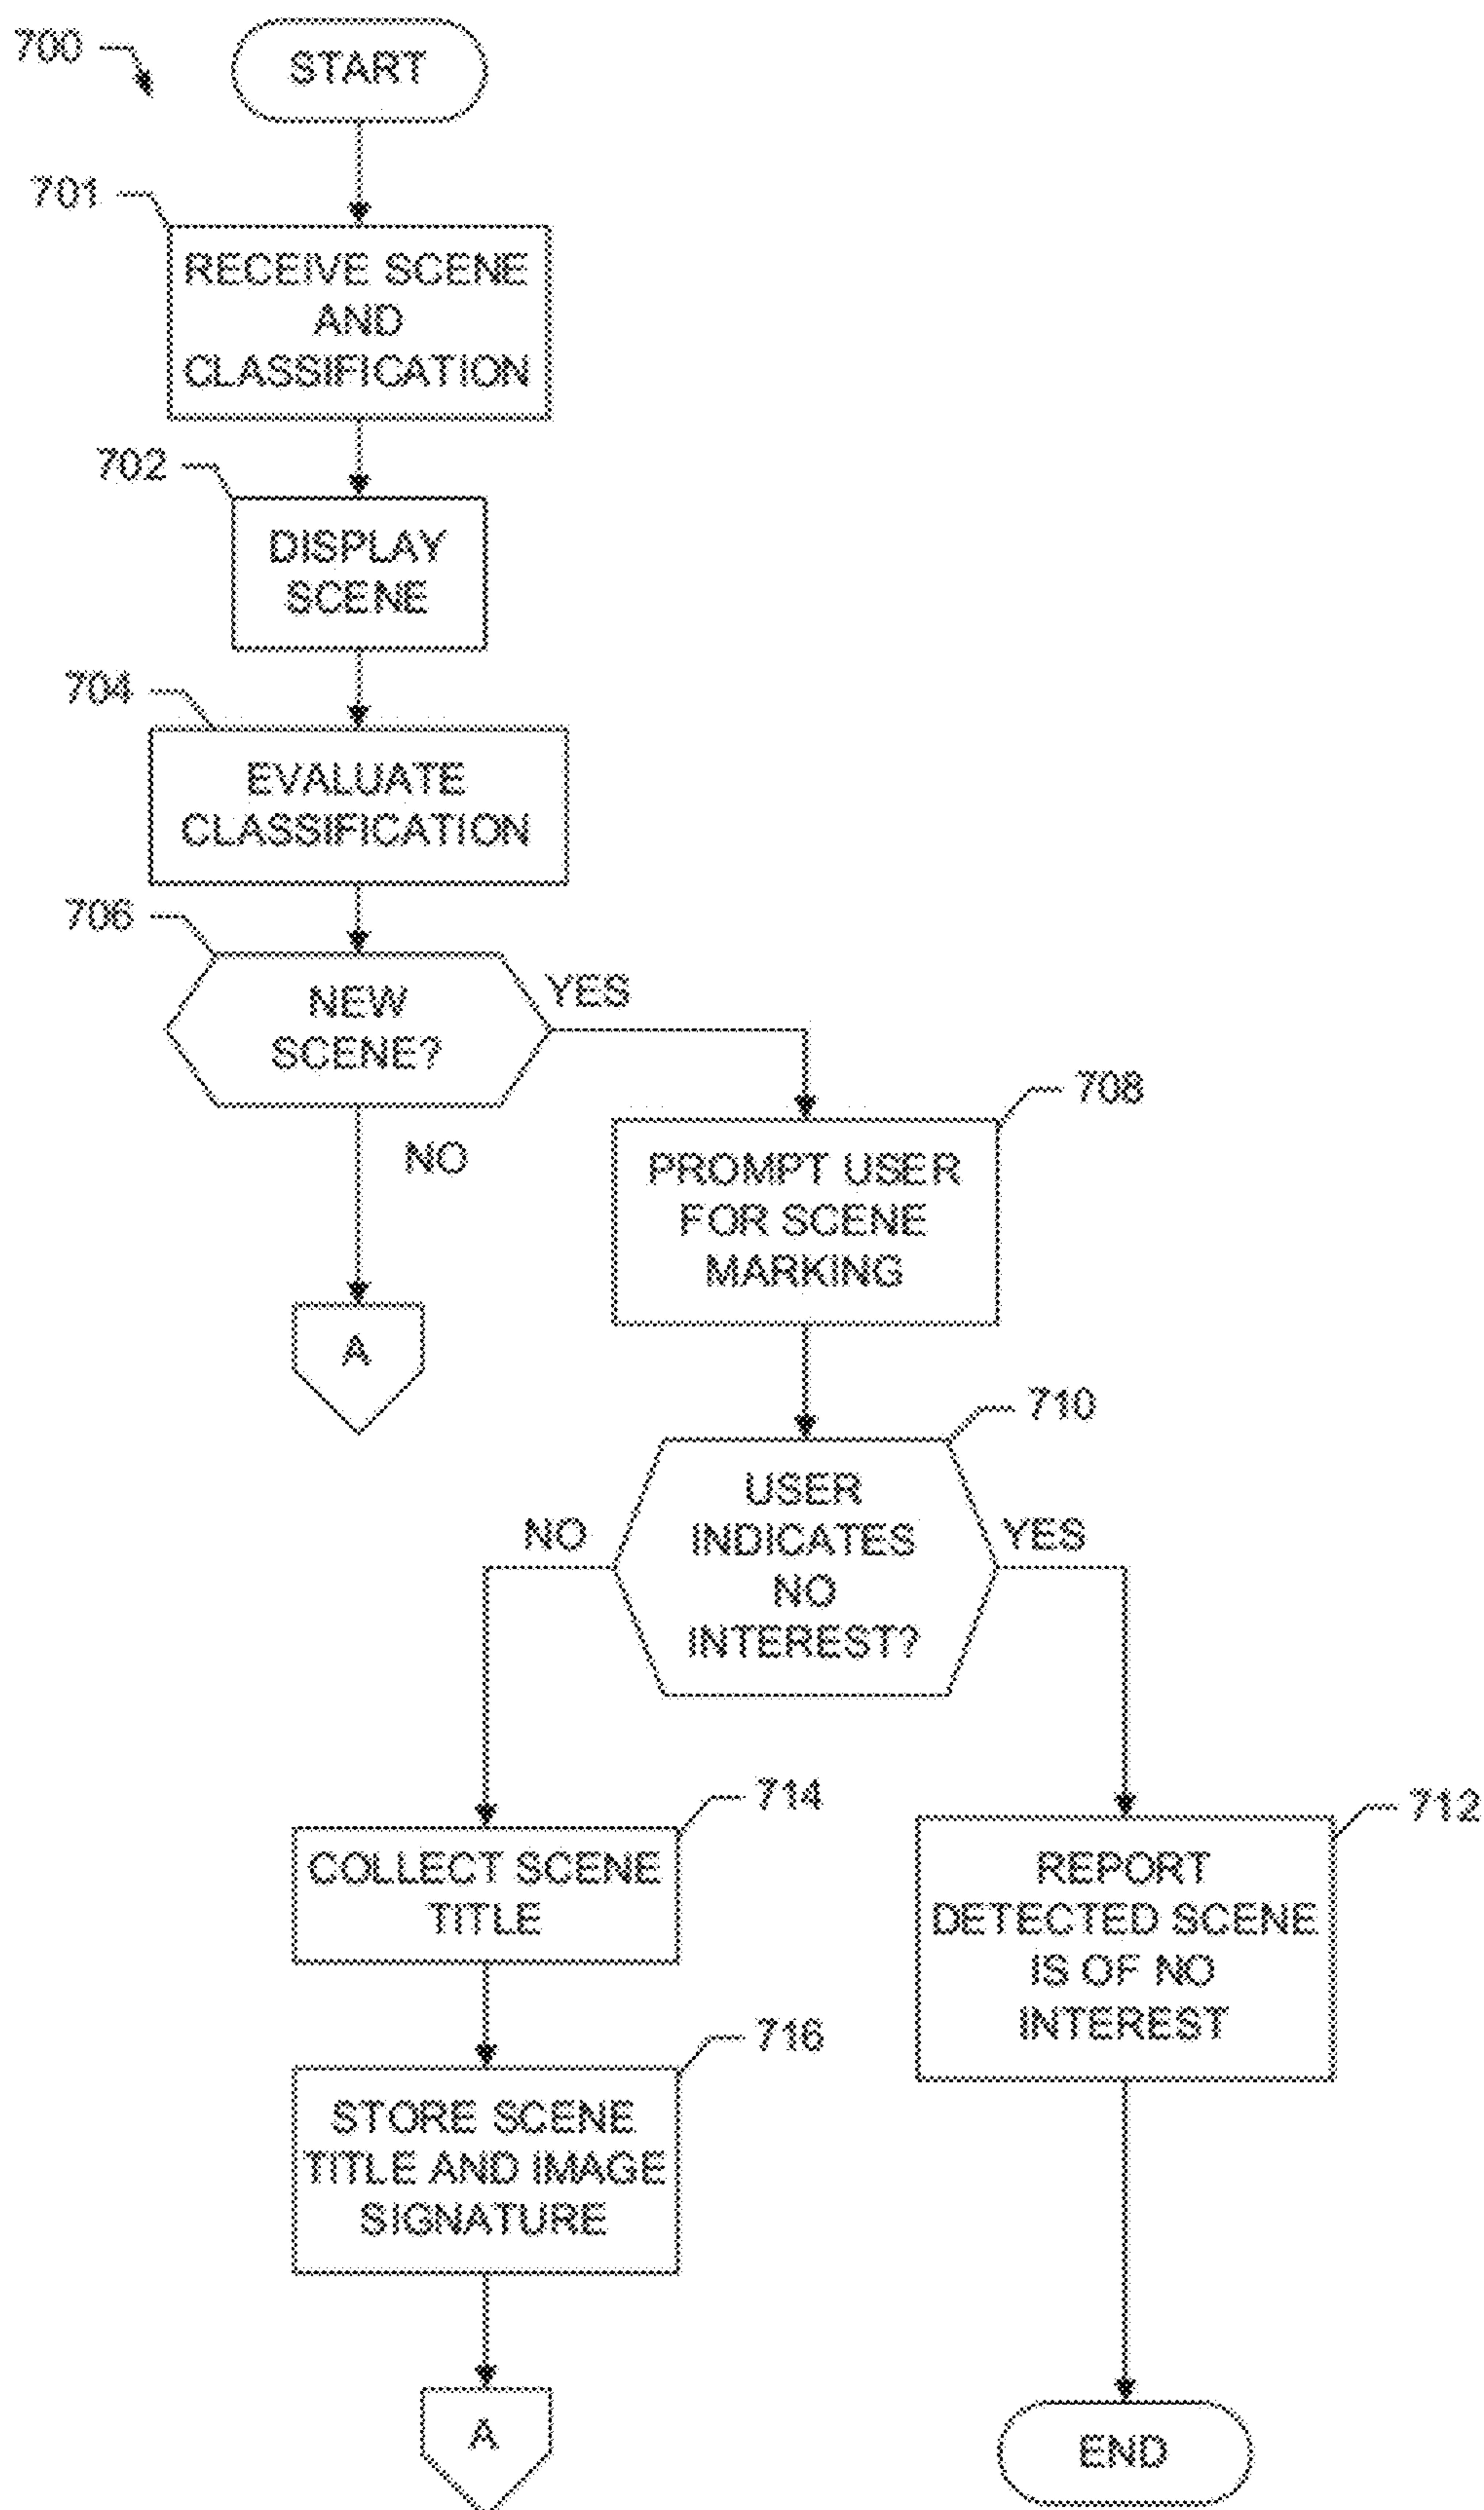 700
START
701
RECEIVE SCENE
AND
CLASSIFICATION
702
DISPLAY
SCENE
704
EVALUATE
CLASSIFICATION
706
NEW
SCENE?
YES
NO
A
708
PROMPT USER
FOR SCENE
MARKING
710
USER
INDICATES
NO
INTEREST?
NO
YES
714
COLLECT SCENE
TITLE
712
REPORT
DETECTED SCENE
IS OF NO
INTEREST
716
STORE SCENE
TITLE AND IMAGE
SIGNATURE
A
END